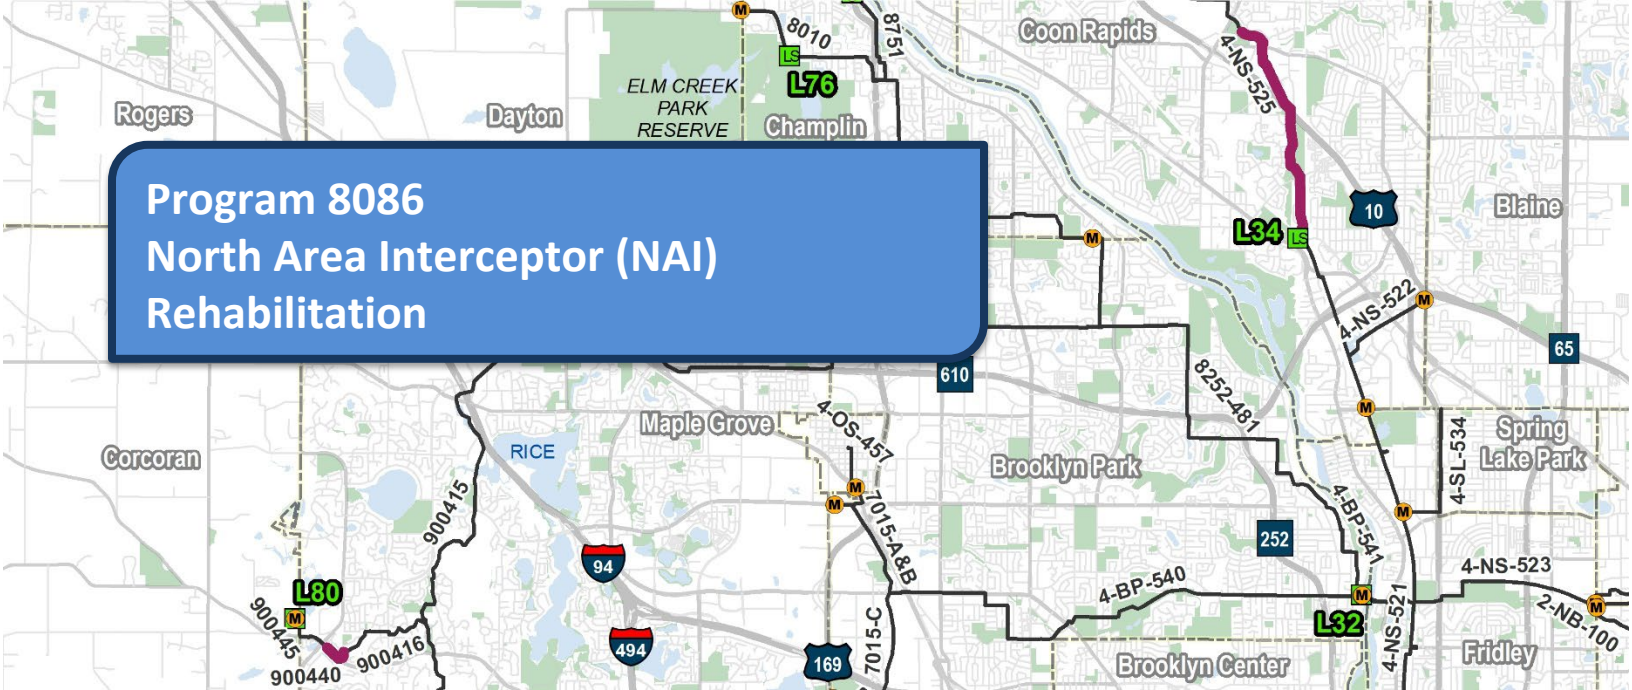 M
8010
8751
Coon Rapids
4-NS-525
LS
L76
ELM CREEK
PARK
RESERVE
Rogers
Dayton
Champlin
Program 8086
North Area Interceptor (NAI)
Rehabilitation
10
Blaine
L34
LS
M
M
4-NS-522
65
610
8252-481
Maple Grove
4-OS-457
M
Spring
Lake Park
4-SL-534
Corcoran
RICE
Brooklyn Park
900415
M
M
7015-A&B
4-BP-541
M
252
94
4-NS-523
L80
M
900445
4-BP-540
M
L32
4-NS-521
M
2-NB-100
900440
900416
494
169
7015-C
Brooklyn Center
Fridley